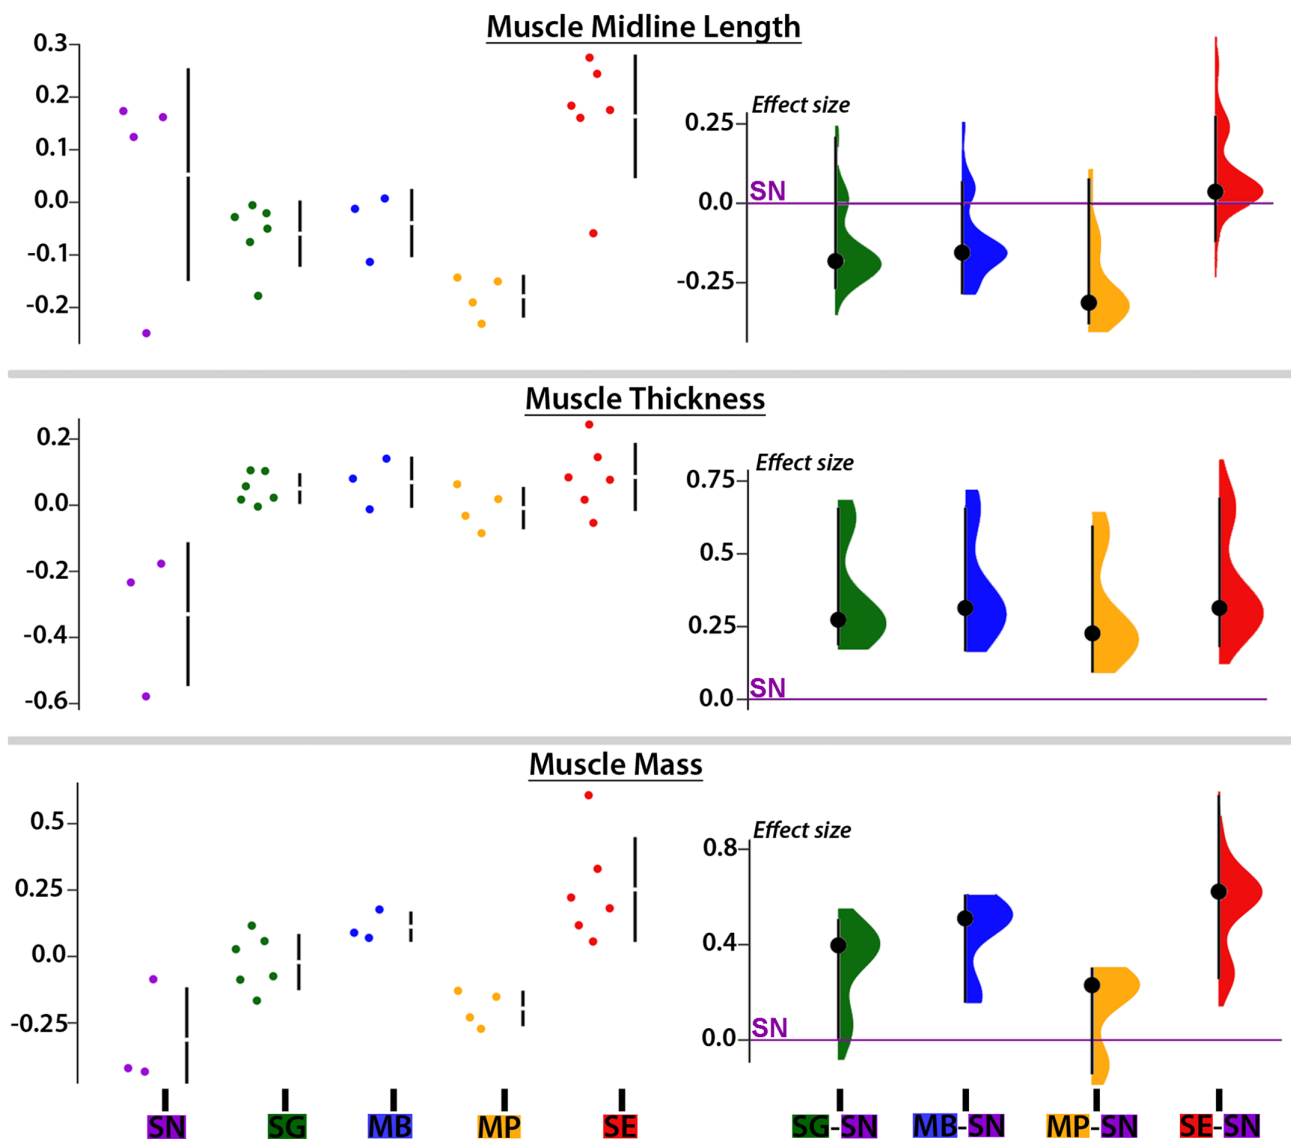 Muscle Midline Length
0.3
0.2
0.1
0.0
-0.1
-0.2
Effect size
0.25
SN
0.0
-0.25
Muscle Thickness
0.2
0.0
-0.2
-0.4
-0.6
Effect size
0.75
0.5
0.25
SN
0.0
Muscle Mass
0.5
0.25
0.0
-0.25
Effect size
0.8
0.4
SN
0.0
SN SG MB MP SE SG-SN MB-SN MP-SN SE-SN